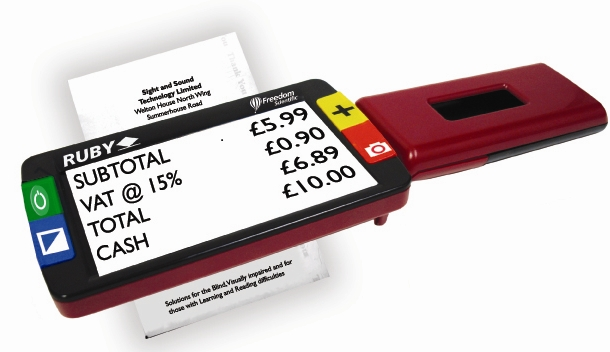 Sight and Sound
Technology Limited
Welton House North Wing
Summerhouse Road
Thank You
Freedom
Scientific
RUBY
SUBTOTAL £5.99
VAT @ 15% £0.90
TOTAL £6.89
CASH £10.00
Solutions for the Blind, Visually impaired and for
those with Learning and Reading difficulties